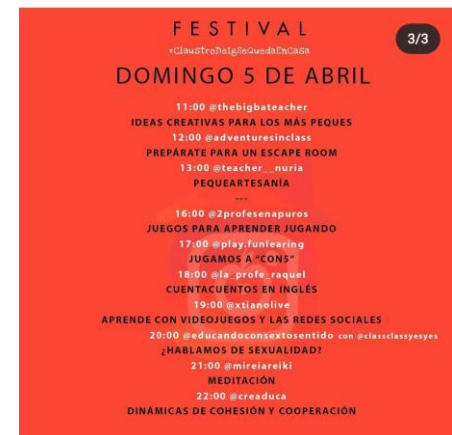 3/3
FESTIVAL
#ClaustroDeIgSeQuedaEnCasa
DOMINGO 5 DE ABRIL
11:00 @thebigbateacher
IDEAS CREATIVAS PARA LOS MÁS PEQUES
12:00 @adventuresinclass
PREPÁRATE PARA UN ESCAPE ROOM
13:00 @teacher__nuria
PEQUEARTESANÍA
---
16:00 @2profesenapuros
JUEGOS PARA APRENDER JUGANDO
17:00 @play.funlearing
JUGAMOS A "CON5"
18:00 @la_profe_raquel
CUENTACUENTOS EN INGLÉS
19:00 @xtianolive
APRENDE CON VIDEOJUEGOS Y LAS REDES SOCIALES
20:00 @educandoconsextosentido con @classclassyesyes
¿HABLAMOS DE SEXUALIDAD?
21:00 @mireiareiki
MEDITACIÓN
22:00 @creaduca
DINÁMICAS DE COHESIÓN Y COOPERACIÓN